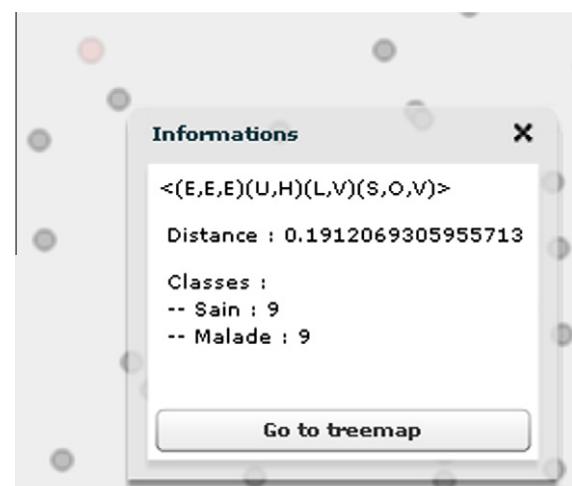 Informations ×
<(E,E,E)(U,H)(L,V)(S,O,V)>
Distance : 0.1912069305955713
Classes :
-- Sain : 9
-- Malade : 9
Go to treemap